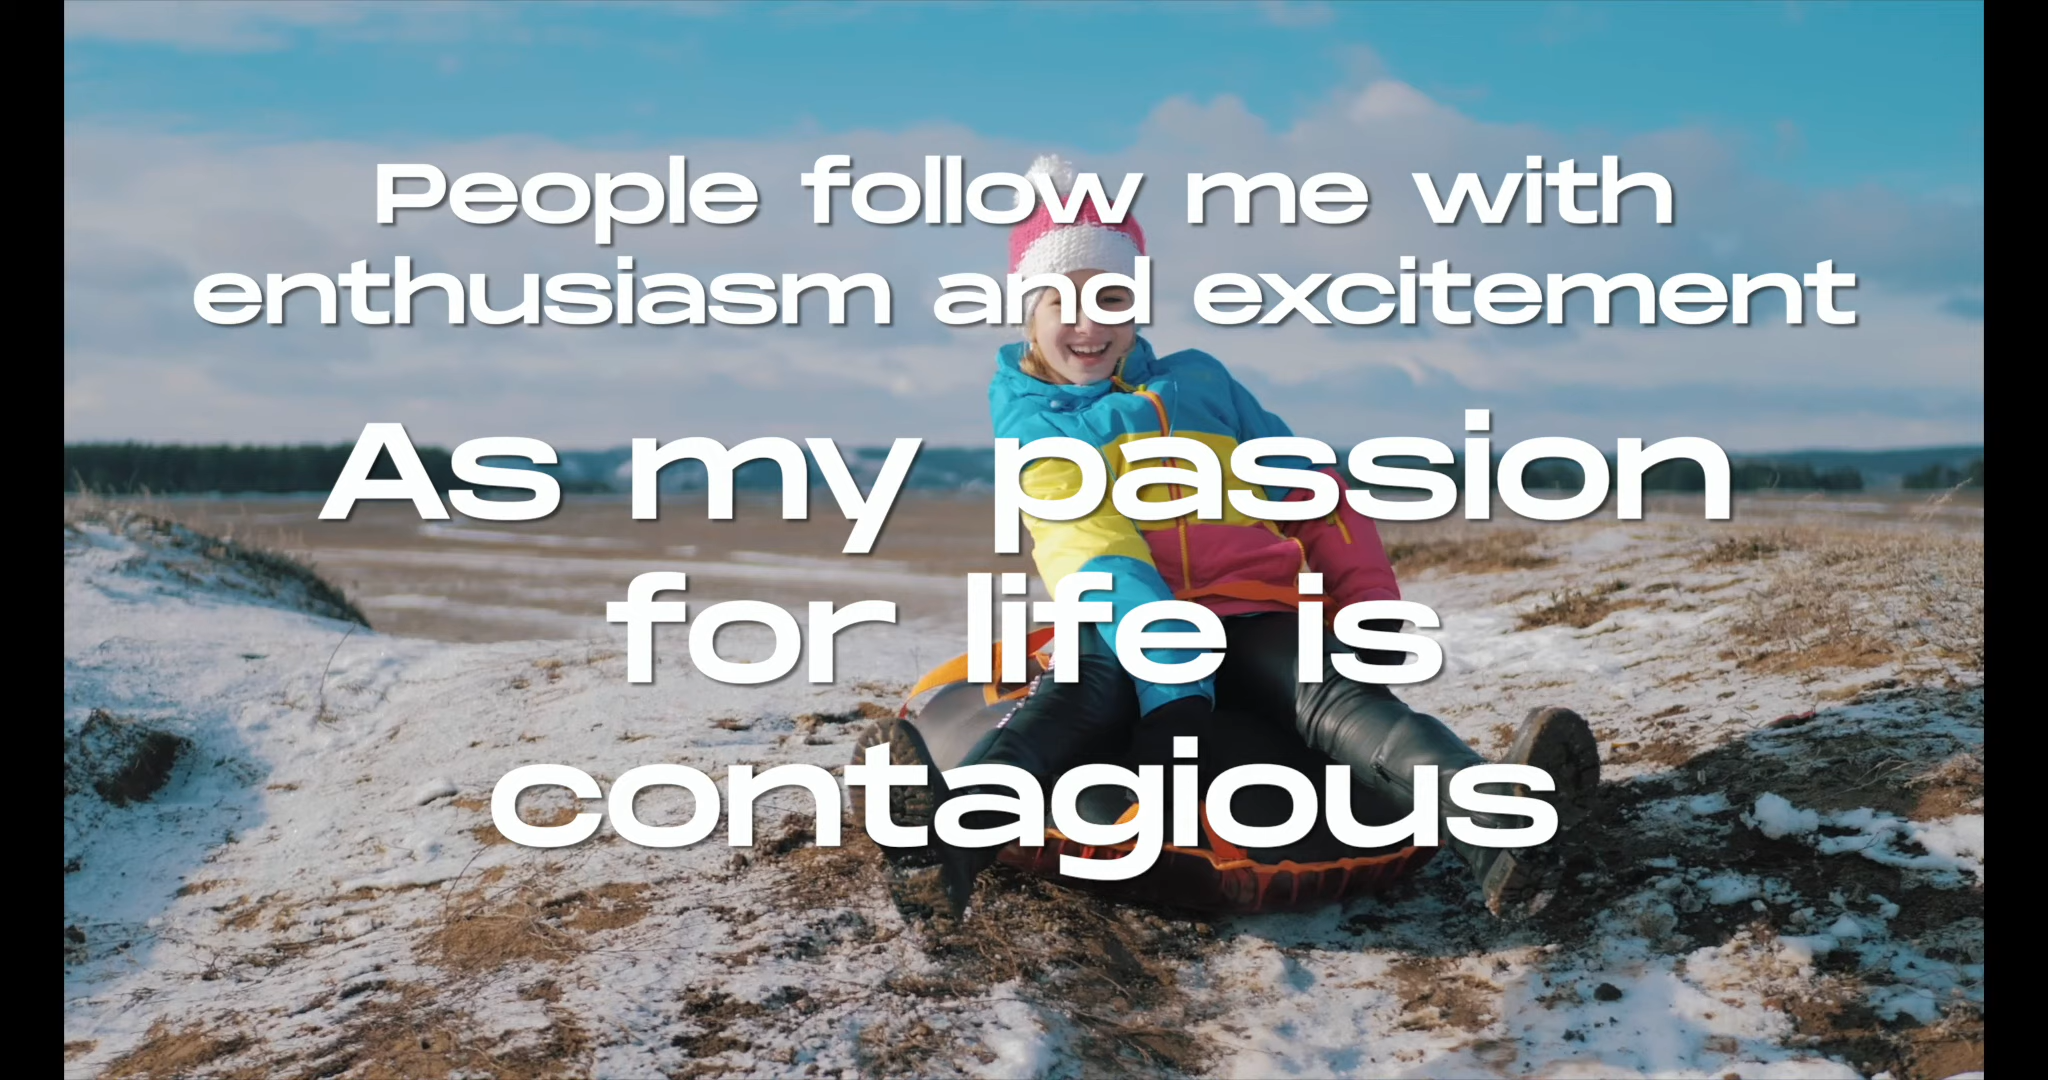 People follow me with
enthusiasm and excitement
As my passion
for life is
contagious